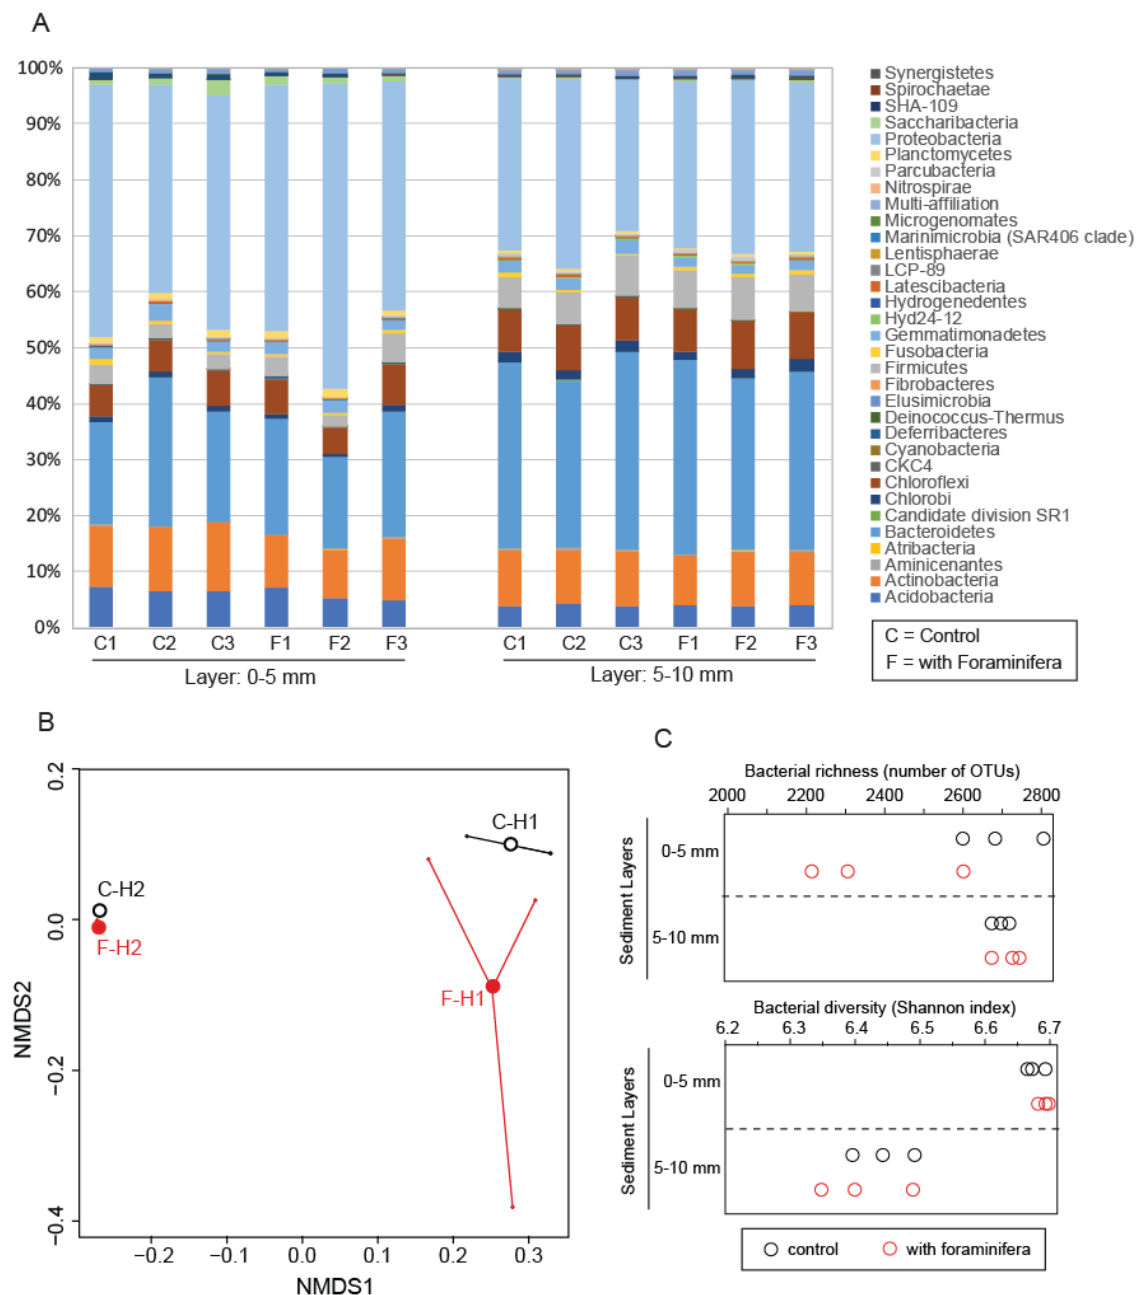 A
100%
90%
80%
70%
60%
50%
40%
30%
20%
10%
0%
C1 C2 C3 F1 F2 F3 C1 C2 C3 F1 F2 F3
Layer: 0-5 mm Layer: 5-10 mm
Synergistetes
Spirochaetae
SHA-109
Saccharibacteria
Proteobacteria
Planctomycetes
Parcubacteria
Nitrospirae
Multi-affiliation
Microgenomates
Marinimicrobia (SAR406 clade)
Lentisphaerae
LCP-89
Latescibacteria
Hydrogenedentes
Hyd24-12
Gemmatimonadetes
Fusobacteria
Firmicutes
Fibrobacteres
Elusimicrobia
Deinococcus-Thermus
Deferribacteres
Cyanobacteria
CKC4
Chloroflexi
Chlorobi
Candidate division SR1
Bacteroidetes
Atribacteria
Aminicenantes
Actinobacteria
Acidobacteria
C = Control
F = with Foraminifera
B
0.2
0.0
−0.2
−0.4
NMDS2
C-H1
C-H2
F-H2
F-H1
−0.2 −0.1 0.0 0.1 0.2 0.3
NMDS1
C
Bacterial richness (number of OTUs)
2000 2200 2400 2600 2800
Sediment Layers
0-5 mm
5-10 mm
Bacterial diversity (Shannon index)
6.2 6.3 6.4 6.5 6.6 6.7
Sediment Layers
0-5 mm
5-10 mm
control with foraminifera